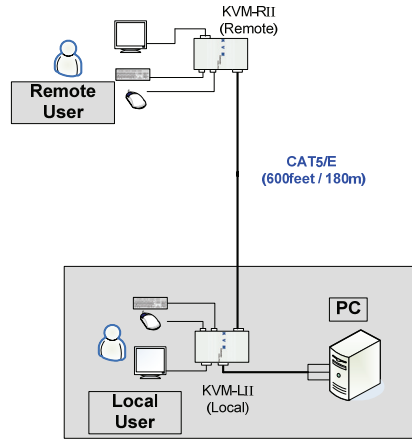 KVM-RII
(Remote)
Remote
User
CAT5/E
(600feet / 180m)
PC
KVM-LII
(Local)
Local
User